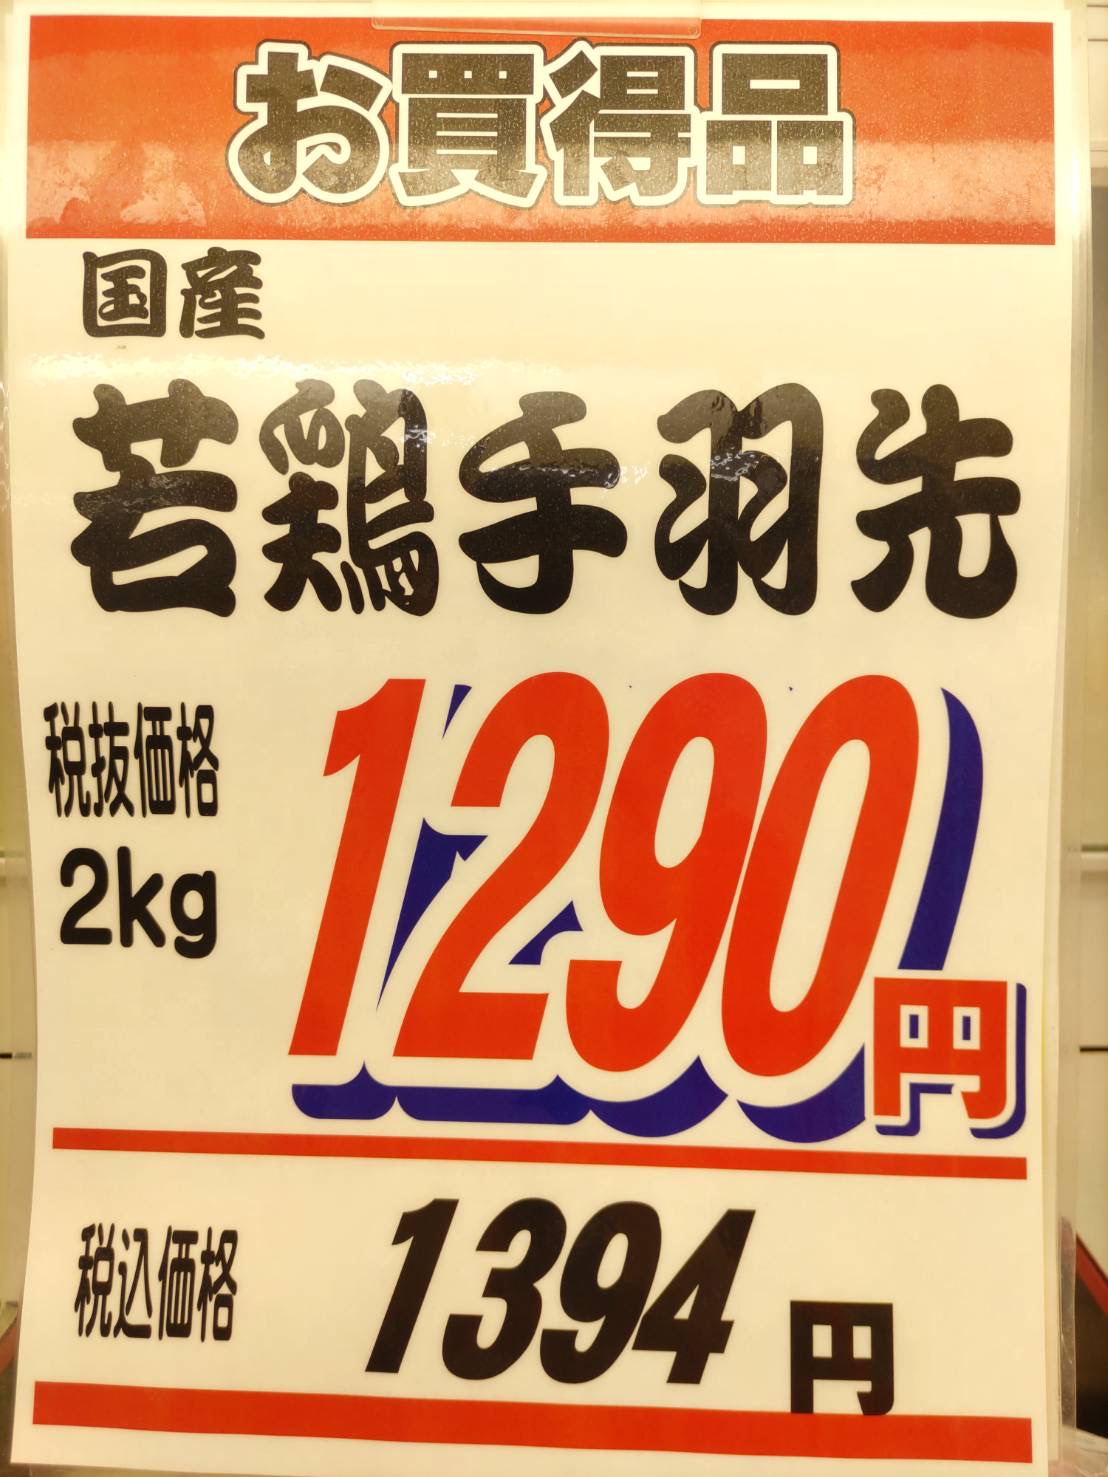 お買得品
国産
若鶏手羽先
税抜価格
2kg
1290円
税込価格
1394円